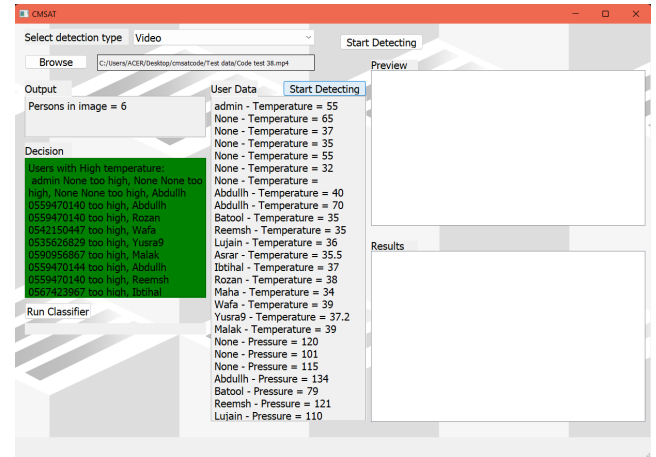 CMSAT
Select detection type Video
Start Detecting
Browse C:/Users/ACER/Desktop/cmsatcode/Test data/Code test 38.mp4
Preview
Output
Persons in image = 6
Decision
Users with High temperature:
admin None too high, None None too
high, None None too high, Abdullh
0559470140 too high, Abdullh
0559470140 too high, Rozan
0542150447 too high, Wafa
0535626829 too high, Yusra9
0590956867 too high, Malak
0559470144 too high, Abdullh
0559470140 too high, Reemsh
0567423967 too high, Ibtihal
Run Classifier
User Data Start Detecting
admin - Temperature = 55
None - Temperature = 65
None - Temperature = 37
None - Temperature = 35
None - Temperature = 55
None - Temperature = 32
None - Temperature =
Abdullh - Temperature = 40
Abdullh - Temperature = 70
Batool - Temperature = 35
Reemsh - Temperature = 35
Lujain - Temperature = 36
Asrar - Temperature = 35.5
Ibtihal - Temperature = 37
Rozan - Temperature = 38
Maha - Temperature = 34
Wafa - Temperature = 39
Yusra9 - Temperature = 37.2
Malak - Temperature = 39
None - Pressure = 120
None - Pressure = 101
None - Pressure = 115
Abdullh - Pressure = 134
Batool - Pressure = 79
Reemsh - Pressure = 121
Lujain - Pressure = 110
Results